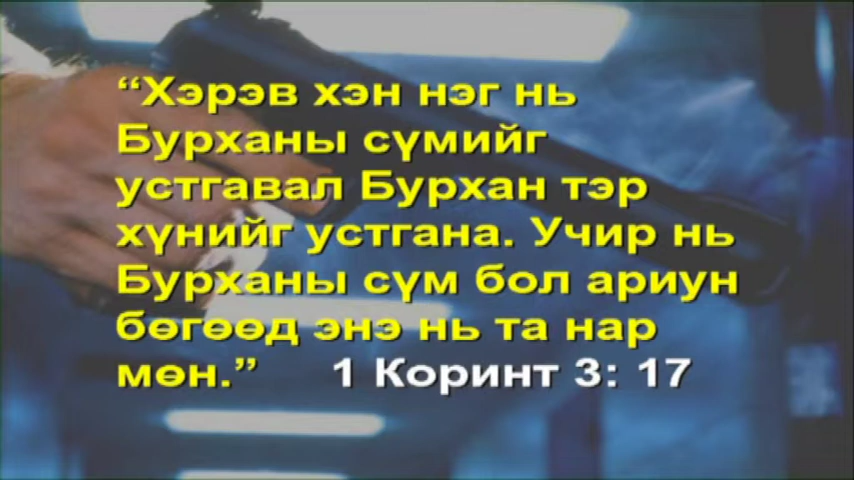 “Хэрэв хэн нэг нь
Бурханы сүмийг
устгавал Бурхан тэр
хүнийг устгана. Учир нь
Бурханы сүм бол ариун
бөгөөд энэ нь та нар
мөн.” 1 Коринт 3: 17